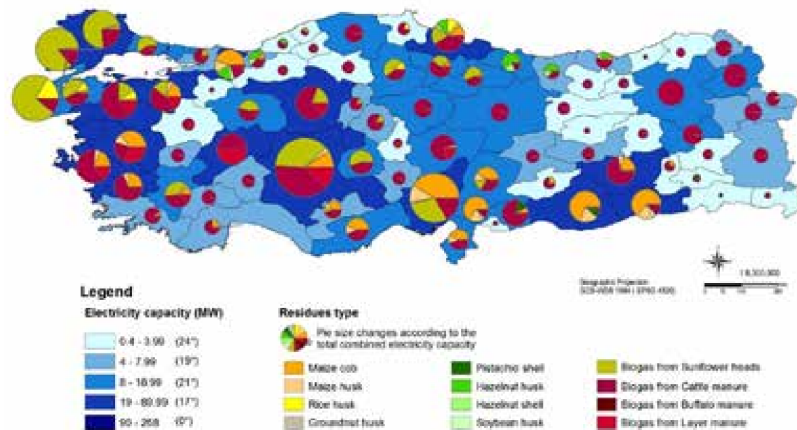 Geographic Projection
Legend
Electricity capacity (MW)
0.4 - 3.99 (24*)
4 - 7.99 (19*)
8 - 18.99 (21*)
19 - 89.99 (17*)
90 - 268 (0*)
Residues type
Pie size changes according to the
total combined electricity capacity
Maize cob
Maize husk
Rice husk
Groundnut husk
Pistachio shell
Hazelnut husk
Hazelnut shell
Soybean husk
Biogas from Sunflower heads
Biogas from Cattle manure
Biogas from Buffalo manure
Biogas from Layer manure